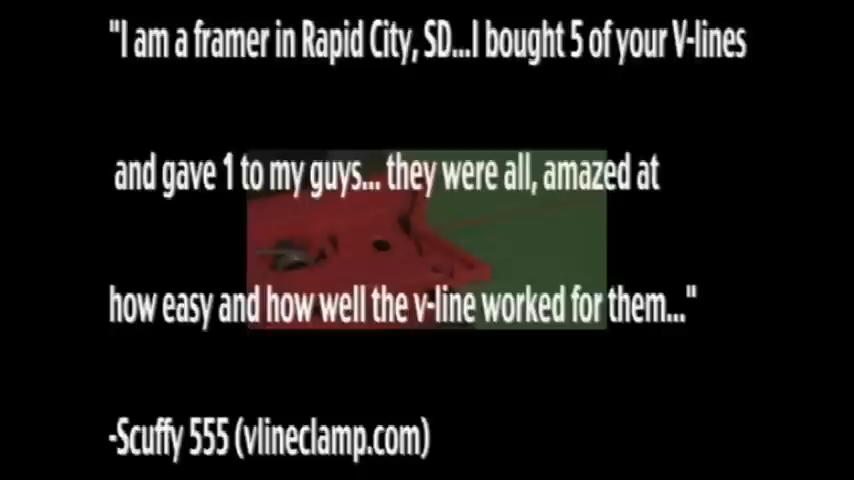 "I am a framer in Rapid City, SD...I bought 5 of your V-lines
and gave 1 to my guys... they were all, amazed at
how easy and how well the v-line worked for them..."
-Scuffy 555 (vlineclamp.com)